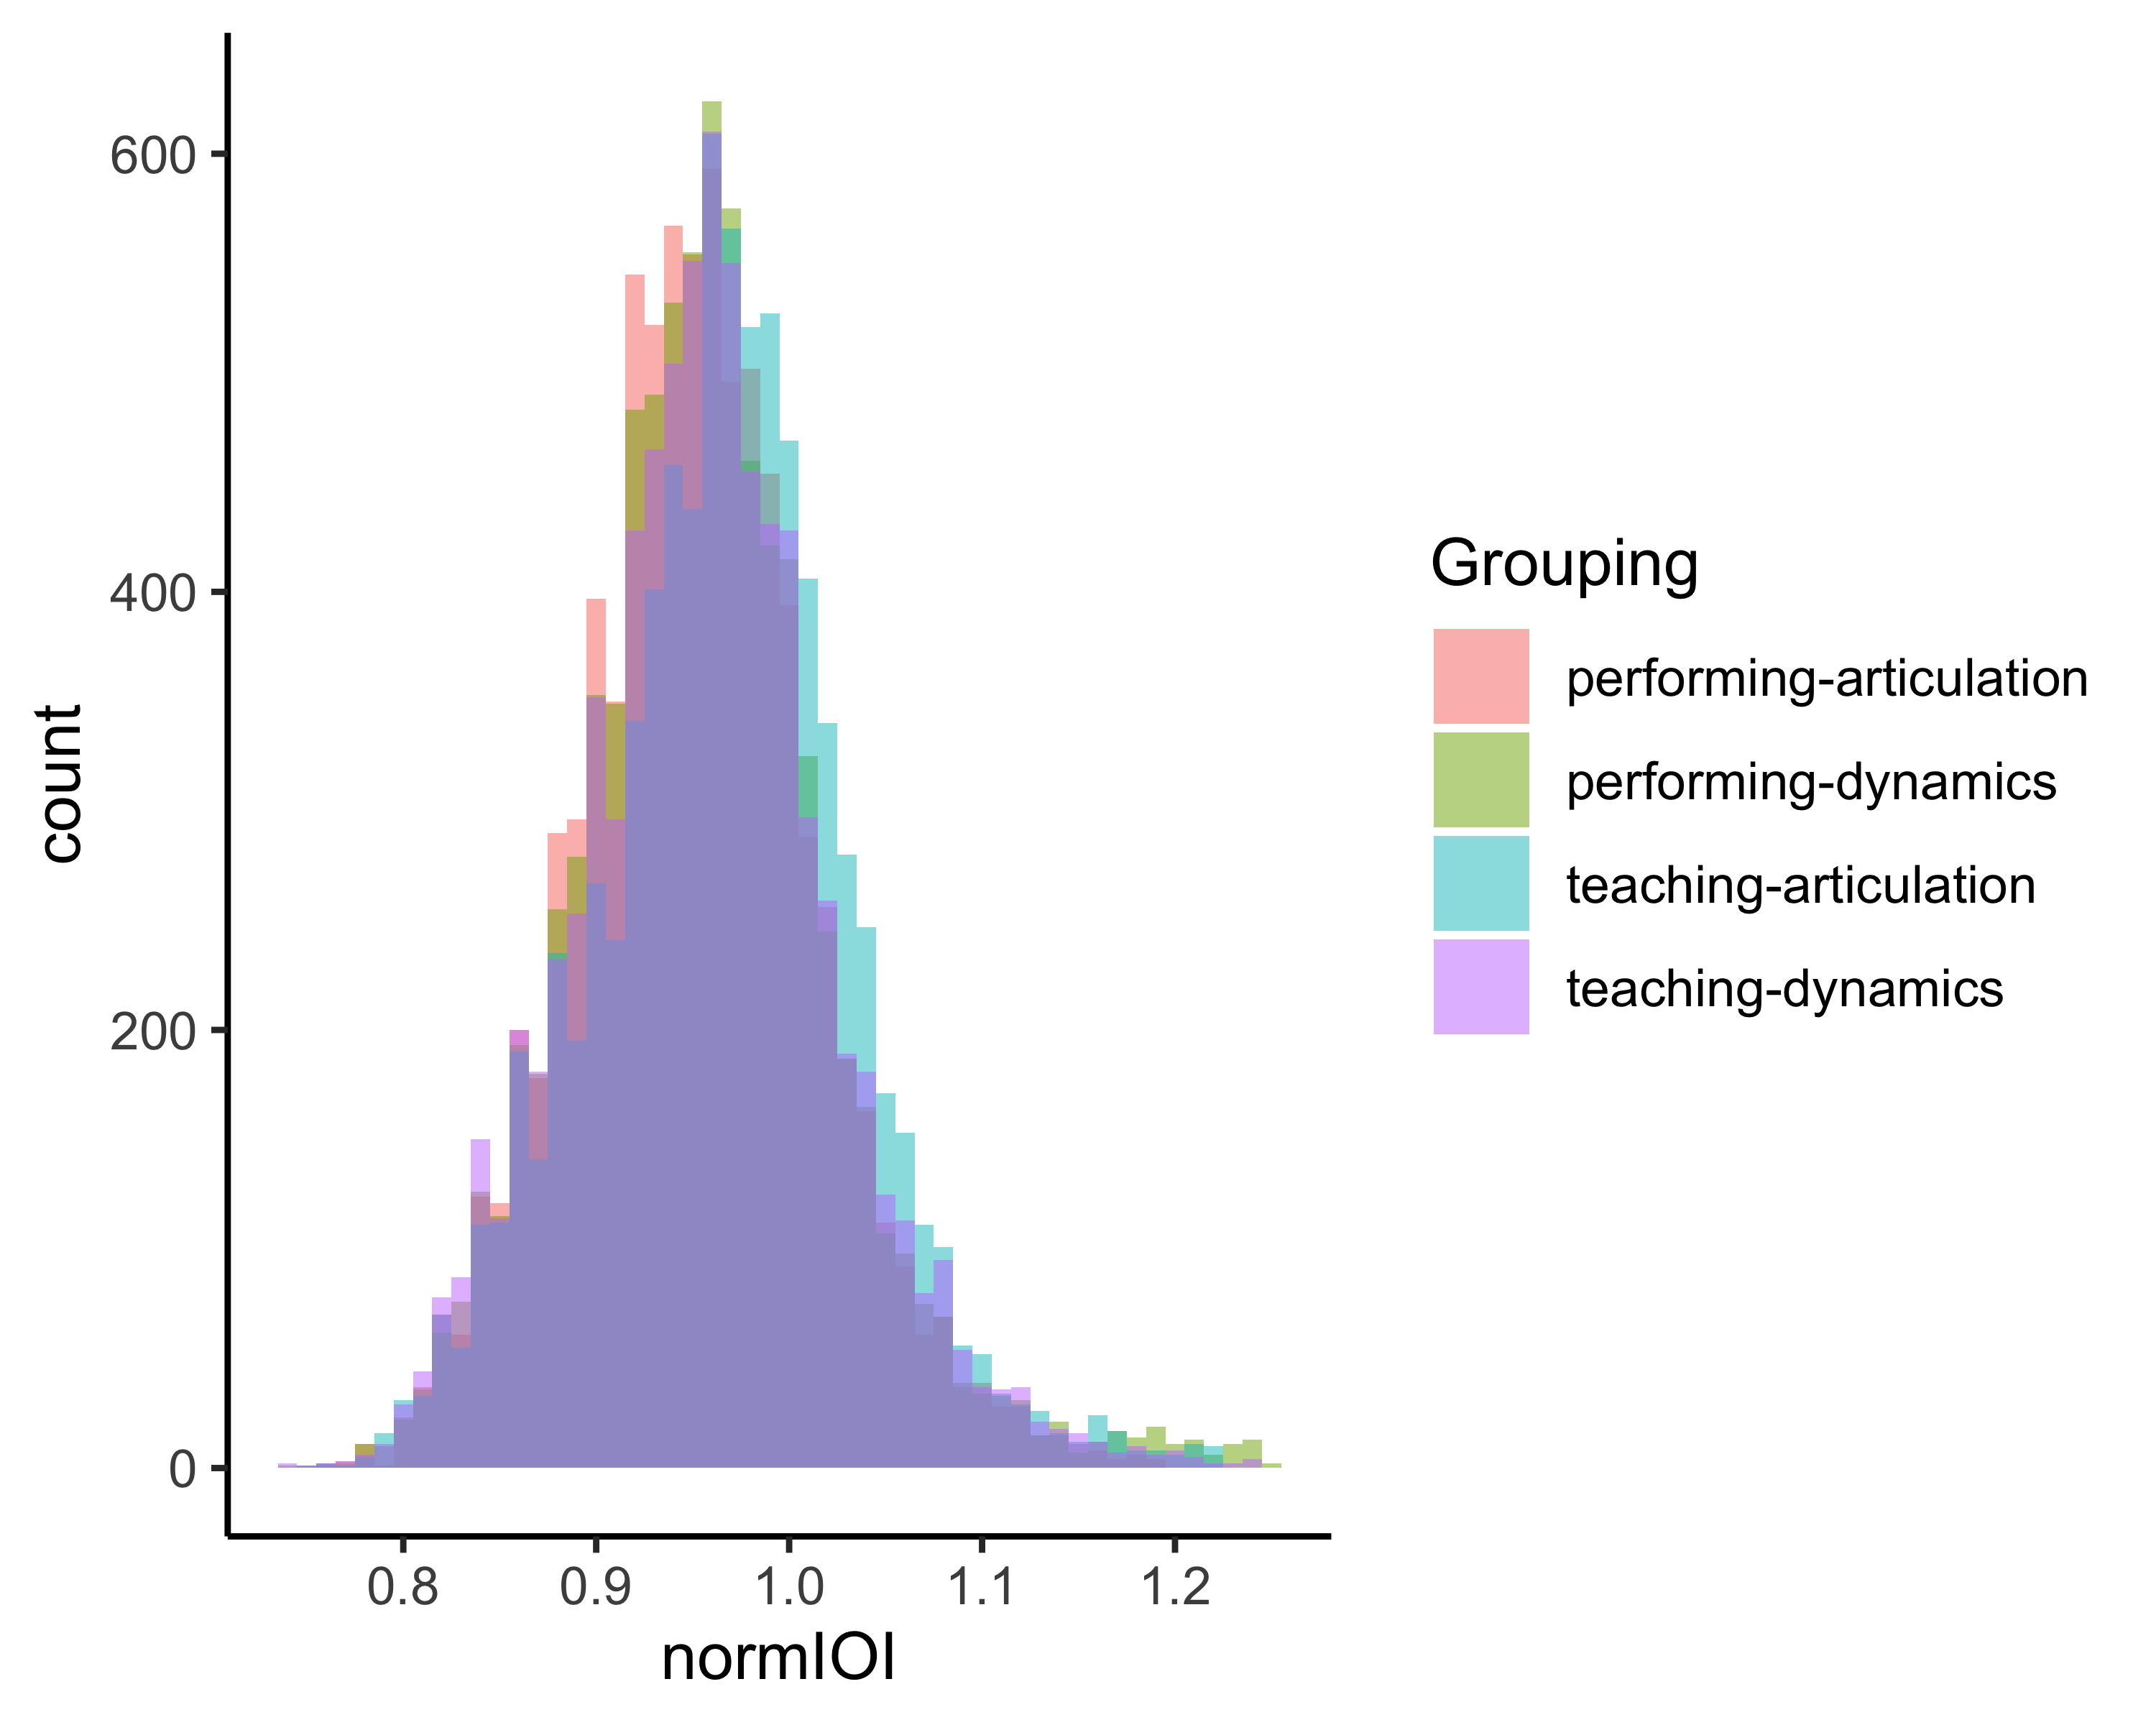 600
400
200
0
count
0.8 0.9 1.0 1.1 1.2
normIOI
Grouping
performing-articulation
performing-dynamics
teaching-articulation
teaching-dynamics